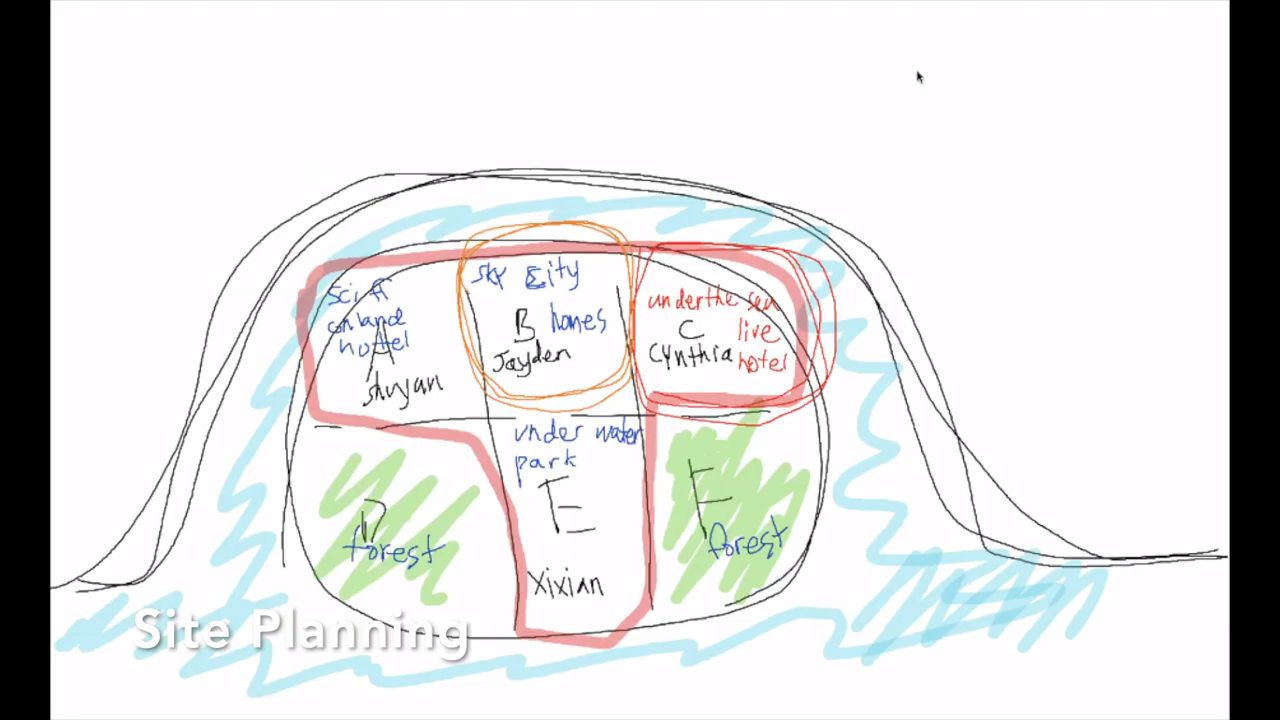 sci fi
on land
hotel
A
shuyan
sky city
B homes
Jayden
under the sea
C live
Cynthia hotel
D
forest
under water
park
E
Xixian
F
forest
Site Planning